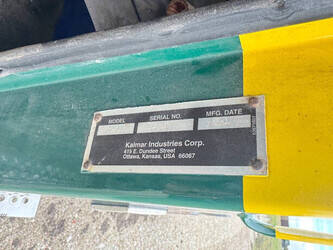 MODEL SERIAL NO. MFG. DATE
Kalmar Industries Corp.
415 E. Dundee Street
Ottawa, Kansas, USA 66067